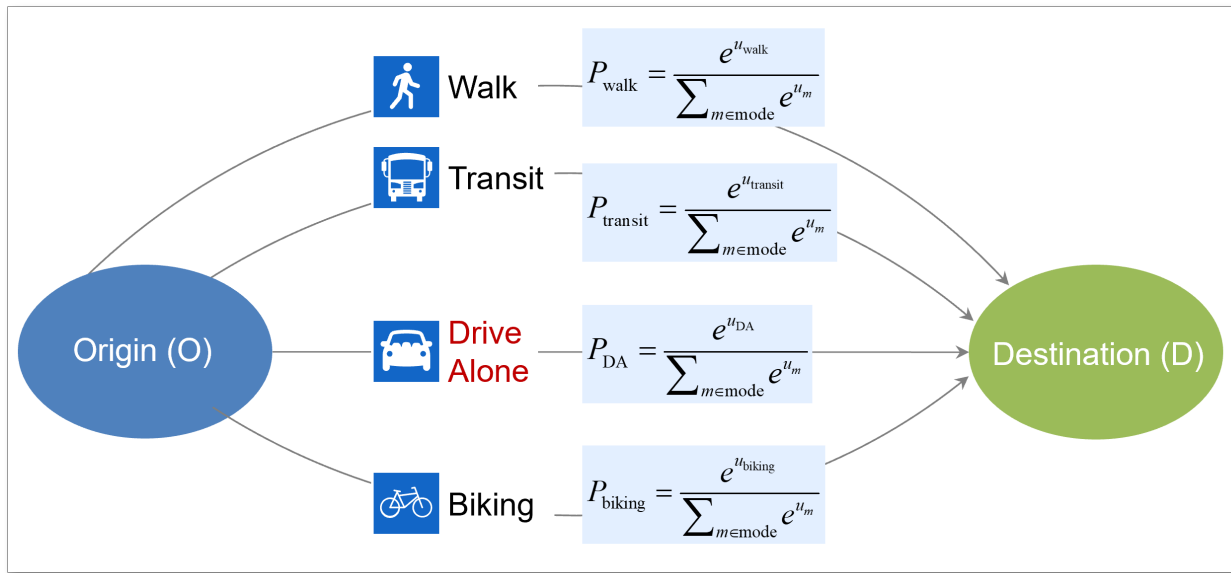 Walk
P_walk = e^{u_walk} / ∑_{m∈mode} e^{u_m}
Transit
P_transit = e^{u_transit} / ∑_{m∈mode} e^{u_m}
Origin (O)
Drive
Alone
P_DA = e^{u_DA} / ∑_{m∈mode} e^{u_m}
Destination (D)
Biking
P_biking = e^{u_biking} / ∑_{m∈mode} e^{u_m}